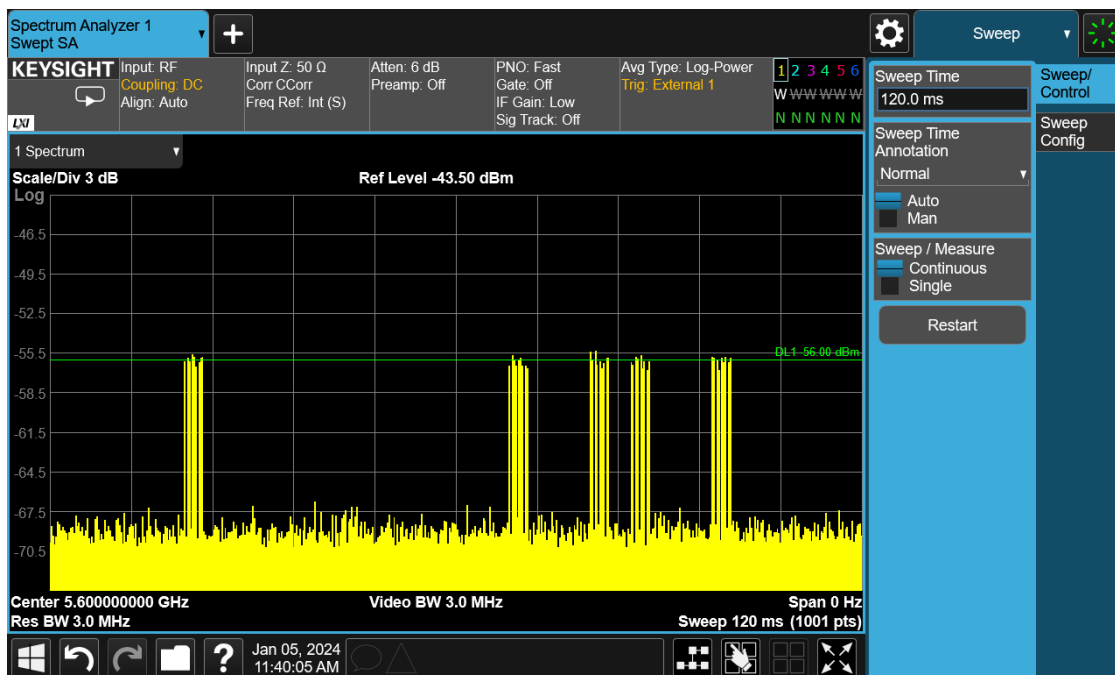 Spectrum Analyzer 1
Swept SA
+
Sweep
KEYSIGHT
LXI
Input: RF
Coupling: DC
Align: Auto
Input Z: 50 Ω
Corr CCorr
Freq Ref: Int (S)
Atten: 6 dB
Preamp: Off
PNO: Fast
Gate: Off
IF Gain: Low
Sig Track: Off
Avg Type: Log-Power
Trig: External 1
1 2 3 4 5 6
W W W W W W
N N N N N N
1 Spectrum
Scale/Div 3 dB
Ref Level -43.50 dBm
Log
-46.5
-49.5
-52.5
-55.5
-58.5
-61.5
-64.5
-67.5
-70.5
DL1 -56.00 dBm
Center 5.600000000 GHz
Video BW 3.0 MHz
Span 0 Hz
Res BW 3.0 MHz
Sweep 120 ms (1001 pts)
Sweep Time
120.0 ms
Sweep Time
Annotation
Normal
Auto
Man
Sweep / Measure
Continuous
Single
Restart
Sweep/
Control
Sweep
Config
?
Jan 05, 2024
11:40:05 AM